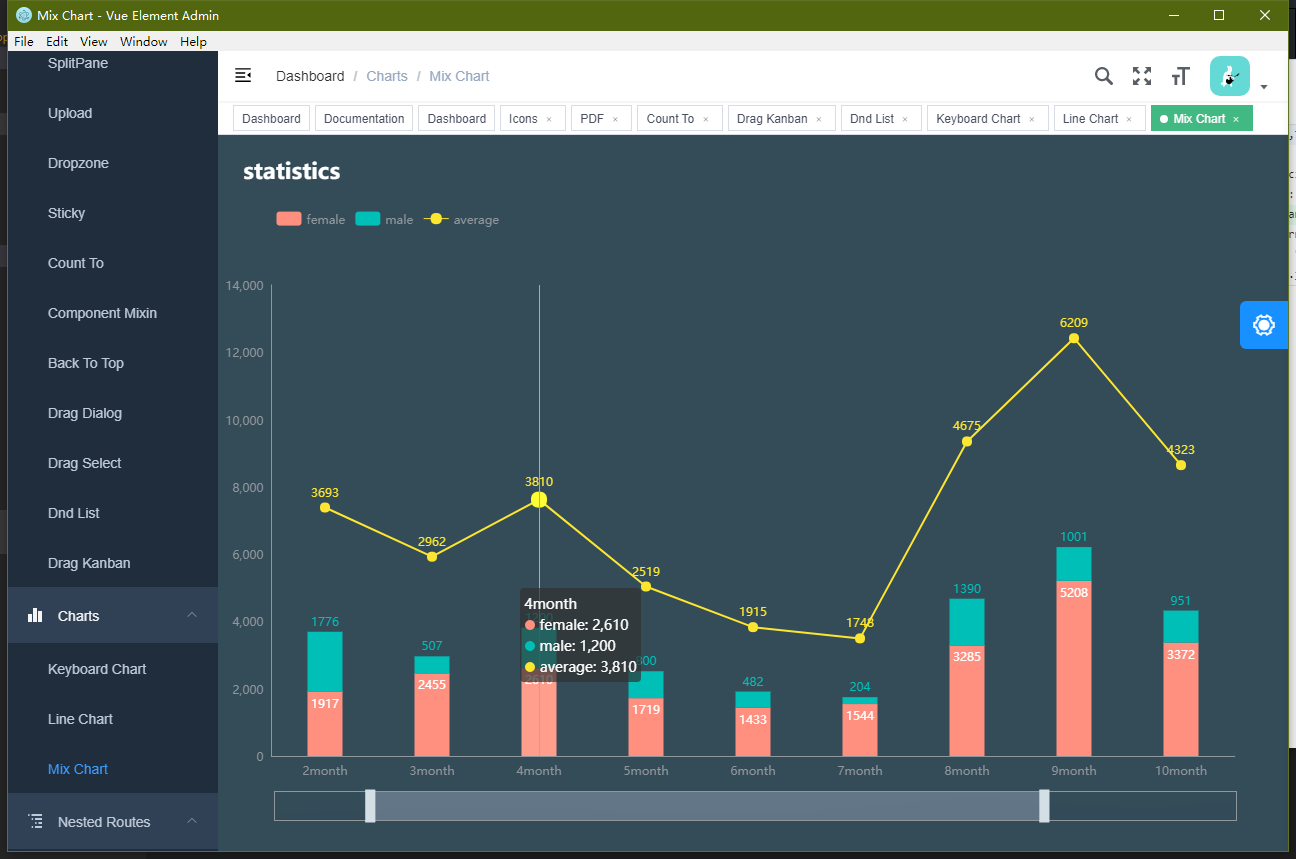 Mix Chart - Vue Element Admin
File Edit View Window Help
SplitPane
Upload
Dropzone
Sticky
Count To
Component Mixin
Back To Top
Drag Dialog
Drag Select
Dnd List
Drag Kanban
Charts
Keyboard Chart
Line Chart
Mix Chart
Nested Routes
Dashboard / Charts / Mix Chart
Dashboard Documentation Dashboard Icons × PDF × Count To × Drag Kanban × Dnd List × Keyboard Chart × Line Chart × Mix Chart ×
statistics
female male average
14,000
12,000
10,000
8,000
6,000
4,000
2,000
0
3693
2962
3810
2519
1915
1748
4675
6209
4323
1776
507
482
204
1390
1001
951
1917
2455
2610
1719
1433
1544
3285
5208
3372
4month
female: 2,610
male: 1,200
average: 3,810
2month 3month 4month 5month 6month 7month 8month 9month 10month